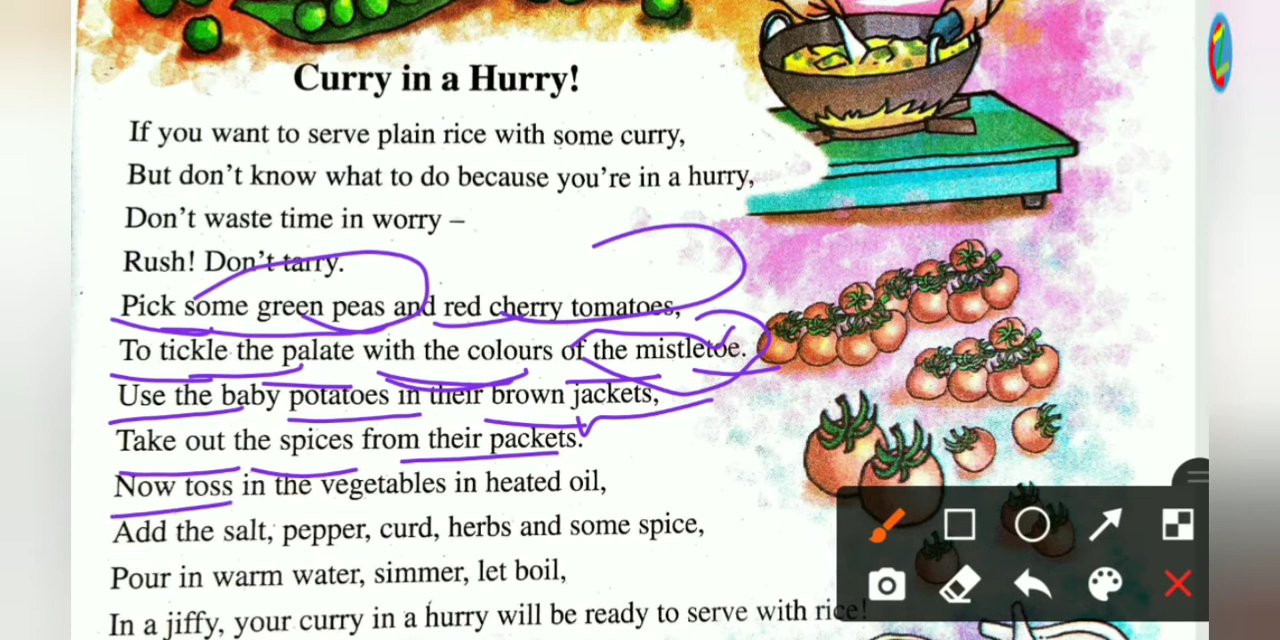 Curry in a Hurry!
If you want to serve plain rice with some curry,
But don't know what to do because you're in a hurry,
Don't waste time in worry –
Rush! Don't tarry.
Pick some green peas and red cherry tomatoes,
To tickle the palate with the colours of the mistletoe.
Use the baby potatoes in their brown jackets,
Take out the spices from their packets.
Now toss in the vegetables in heated oil,
Add the salt, pepper, curd, herbs and some spice,
Pour in warm water, simmer, let boil,
In a jiffy, your curry in a hurry will be ready to serve with rice!